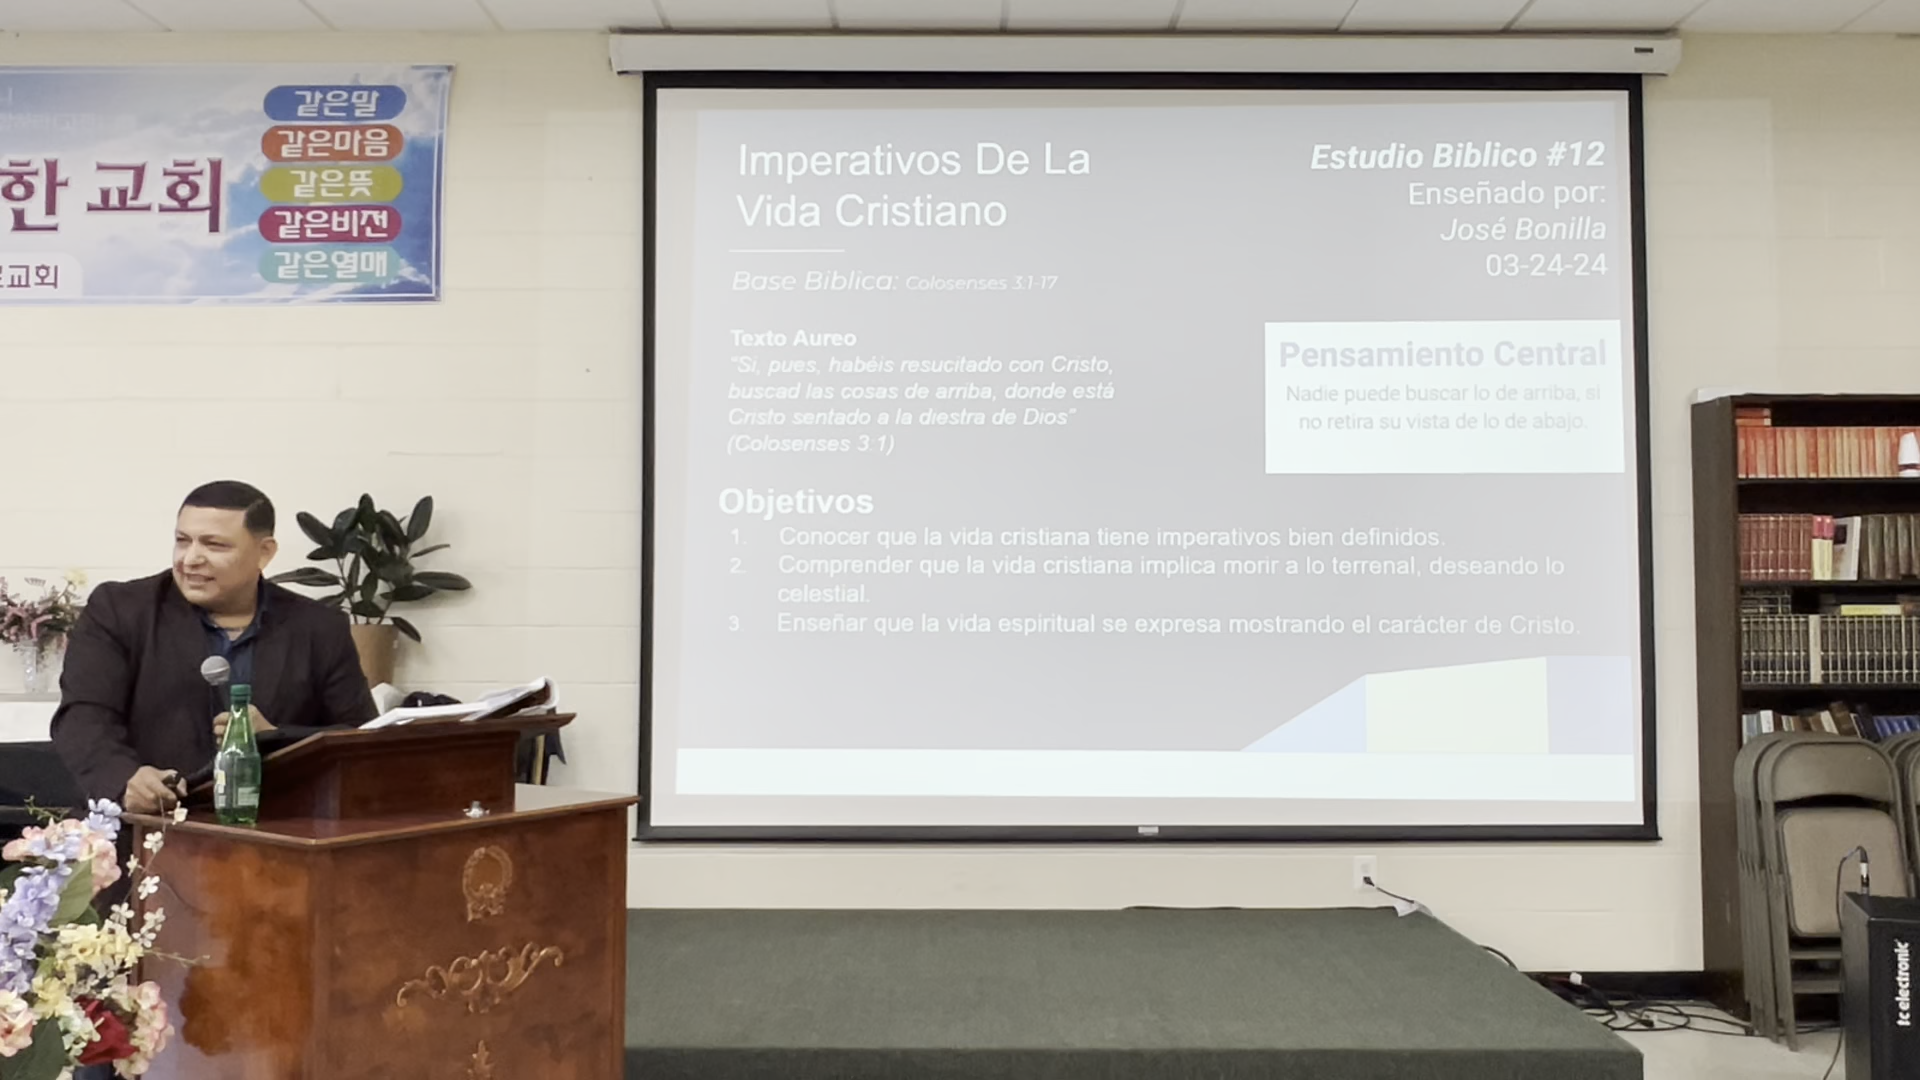 한 교회
교회
같은말
같은마음
같은뜻
같은비전
같은열매
Imperativos De La
Vida Cristiano
Base Biblica: Colosenses 3:1-17
Texto Aureo
“Si, pues, habéis resucitado con Cristo,
buscad las cosas de arriba, donde está
Cristo sentado a la diestra de Dios”
(Colosenses 3:1)
Estudio Biblico #12
Enseñado por:
José Bonilla
03-24-24
Pensamiento Central
Nadie puede buscar lo de arriba, si
no retira su vista de lo de abajo.
Objetivos
1. Conocer que la vida cristiana tiene imperativos bien definidos.
2. Comprender que la vida cristiana implica morir a lo terrenal, deseando lo
celestial.
3. Enseñar que la vida espiritual se expresa mostrando el carácter de Cristo.
tc electronic